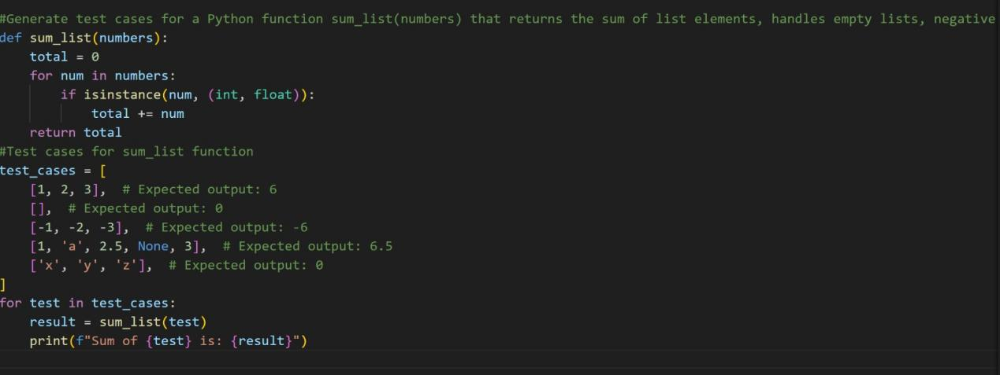 #Generate test cases for a Python function sum_list(numbers) that returns the sum of list elements, handles empty lists, negative
def sum_list(numbers):
    total = 0
    for num in numbers:
        if isinstance(num, (int, float)):
            total += num
    return total
#Test cases for sum_list function
test_cases = [
    [1, 2, 3],  # Expected output: 6
    [],  # Expected output: 0
    [-1, -2, -3],  # Expected output: -6
    [1, 'a', 2.5, None, 3],  # Expected output: 6.5
    ['x', 'y', 'z'],  # Expected output: 0
]
for test in test_cases:
    result = sum_list(test)
    print(f"Sum of {test} is: {result}")